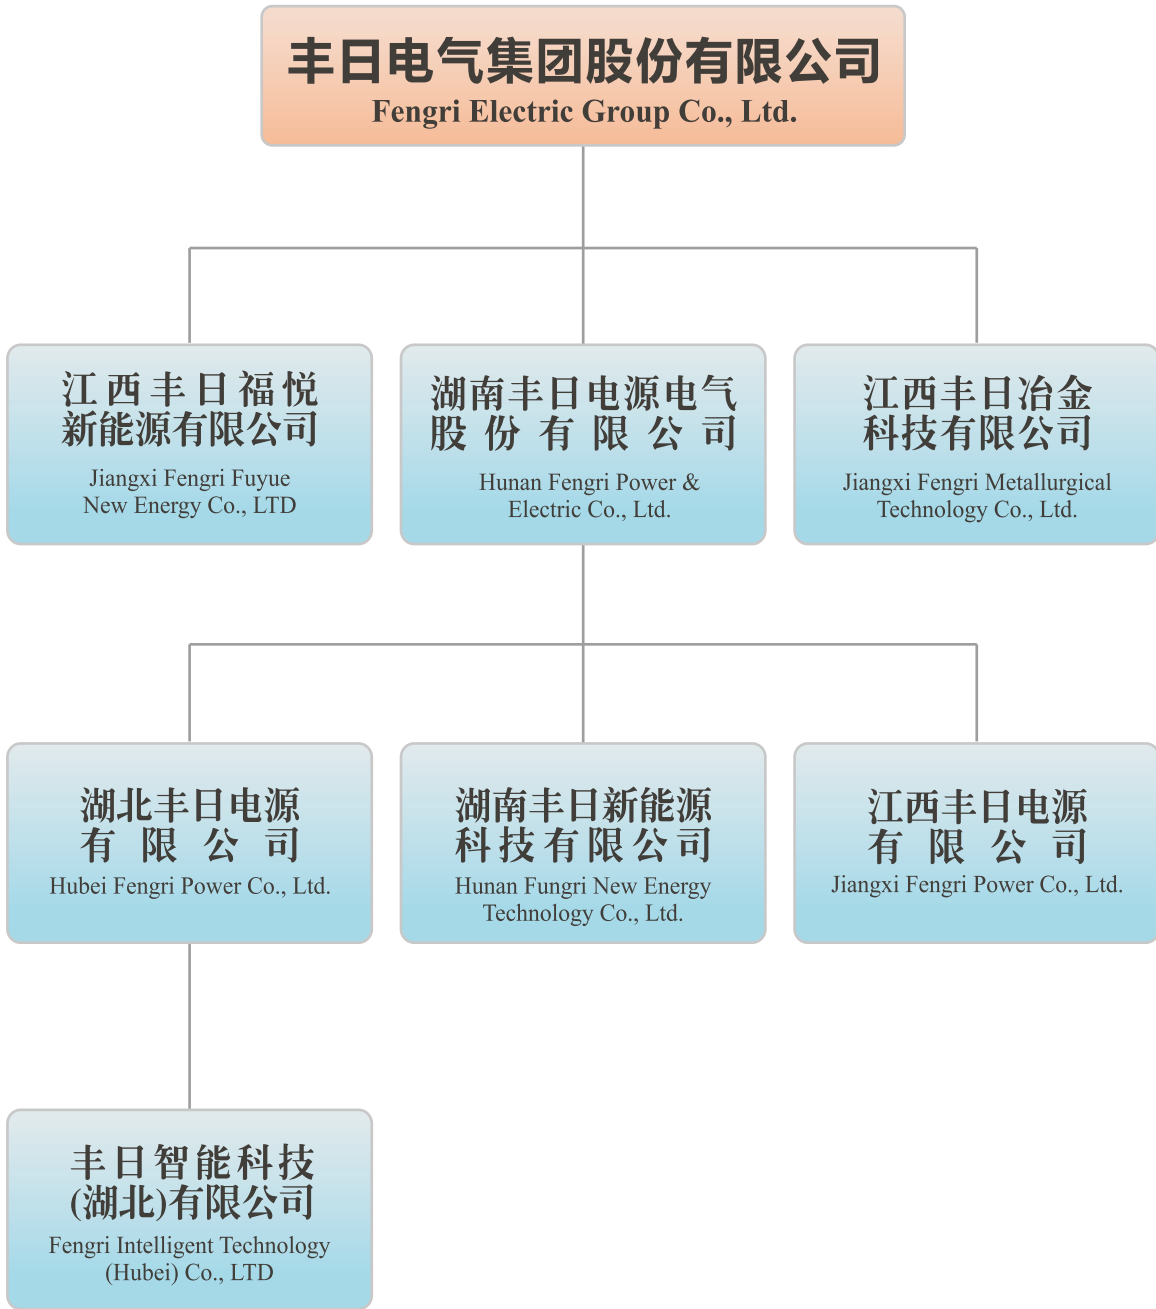 丰日电气集团股份有限公司
Fengri Electric Group Co., Ltd.
江西丰日福悦
新能源有限公司
Jiangxi Fengri Fuyue
New Energy Co., LTD
湖南丰日电源电气
股份有限公司
Hunan Fengri Power &
Electric Co., Ltd.
江西丰日冶金
科技有限公司
Jiangxi Fengri Metallurgical
Technology Co., Ltd.
湖北丰日电源
有限公司
Hubei Fengri Power Co., Ltd.
湖南丰日新能源
科技有限公司
Hunan Fungri New Energy
Technology Co., Ltd.
江西丰日电源
有限公司
Jiangxi Fengri Power Co., Ltd.
丰日智能科技
(湖北)有限公司
Fengri Intelligent Technology
(Hubei) Co., LTD